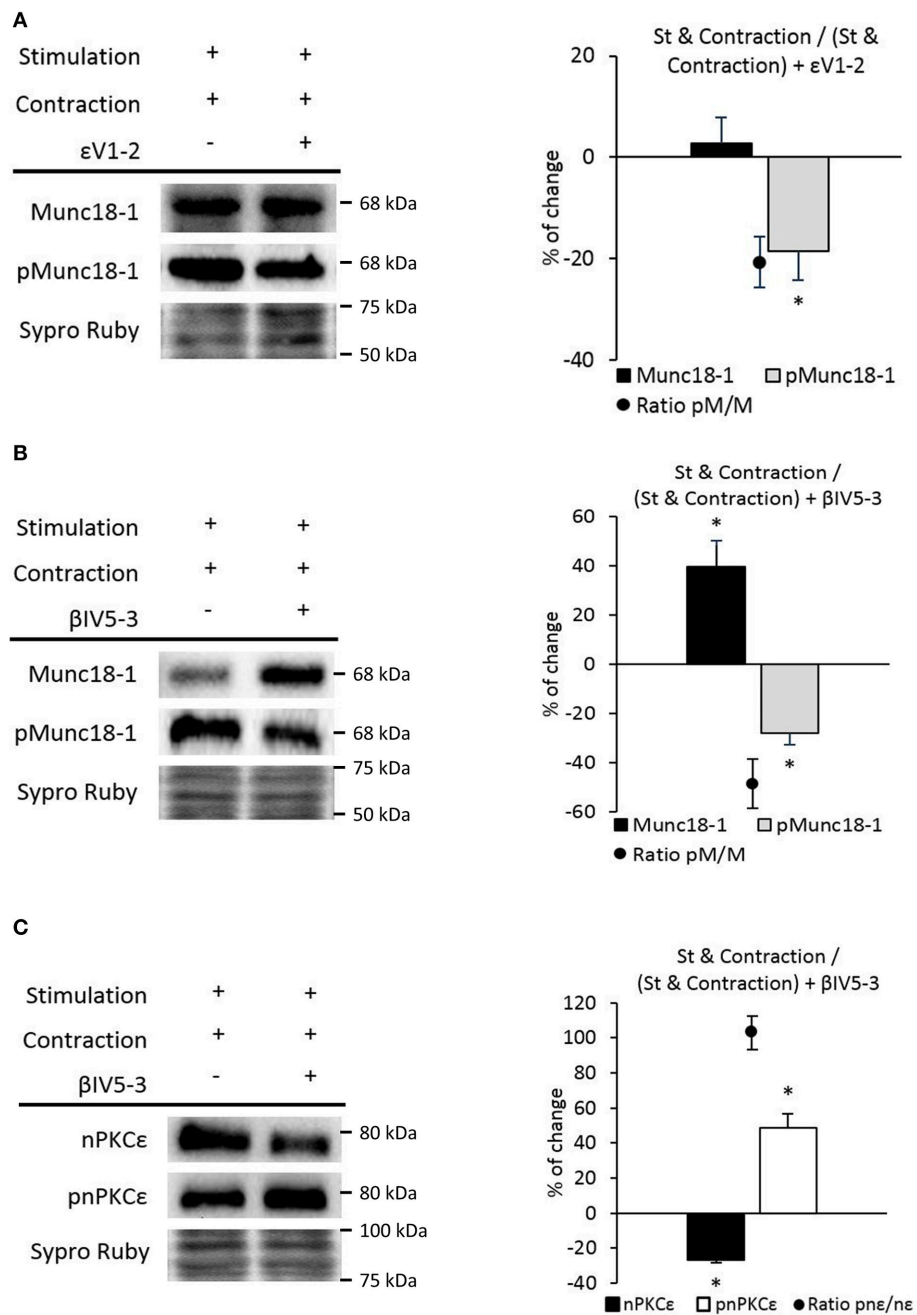 A
Stimulation + +
Contraction + +
εV1-2 - +
Munc18-1 68 kDa
pMunc18-1 68 kDa
Sypro Ruby 75 kDa
50 kDa
St & Contraction / (St &
Contraction) + εV1-2
% of change
20
0
-20
-40
*
Munc18-1 pMunc18-1
Ratio pM/M
B
Stimulation + +
Contraction + +
βIV5-3 - +
Munc18-1 68 kDa
pMunc18-1 68 kDa
Sypro Ruby 75 kDa
50 kDa
St & Contraction /
(St & Contraction) + βIV5-3
% of change
60
40
20
0
-20
-40
-60
*
*
Munc18-1 pMunc18-1
Ratio pM/M
C
Stimulation + +
Contraction + +
βIV5-3 - +
nPKCε 80 kDa
pnPKCε 80 kDa
Sypro Ruby 100 kDa
75 kDa
St & Contraction /
(St & Contraction) + βIV5-3
% of change
120
100
80
60
40
20
0
-20
-40
*
*
nPKCε pnPKCε Ratio pnε/nε